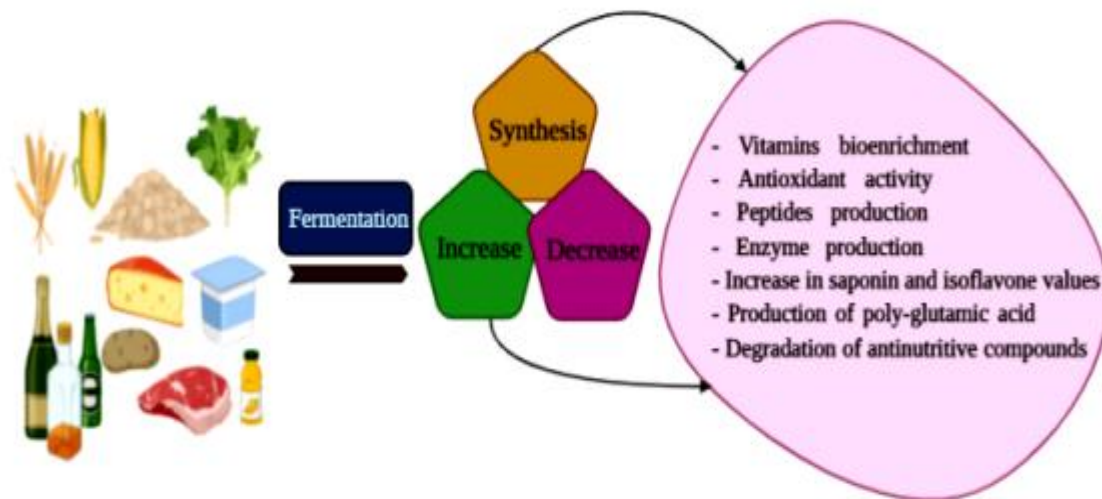 Synthesis
Fermentation
Increase
Decrease
- Vitamins bioenrichment
- Antioxidant activity
- Peptides production
- Enzyme production
- Increase in saponin and isoflavone values
- Production of poly-glutamic acid
- Degradation of antinutritive compounds